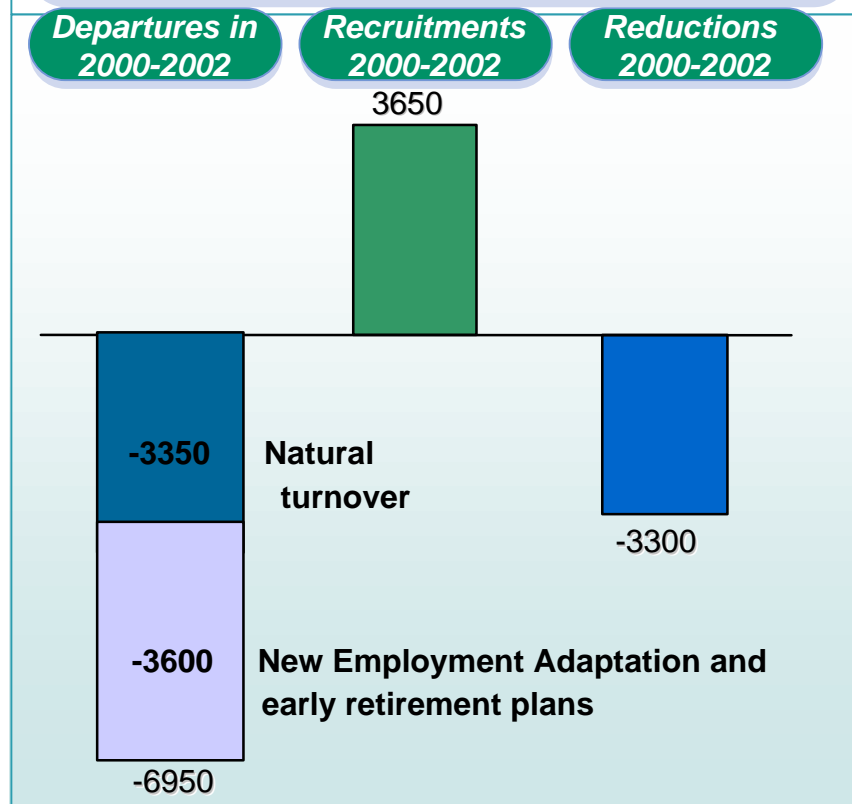 Departures in
2000-2002
Recruitments
2000-2002
Reductions
2000-2002
3650
-3350
Natural
turnover
-3300
-3600
New Employment Adaptation and
early retirement plans
-6950